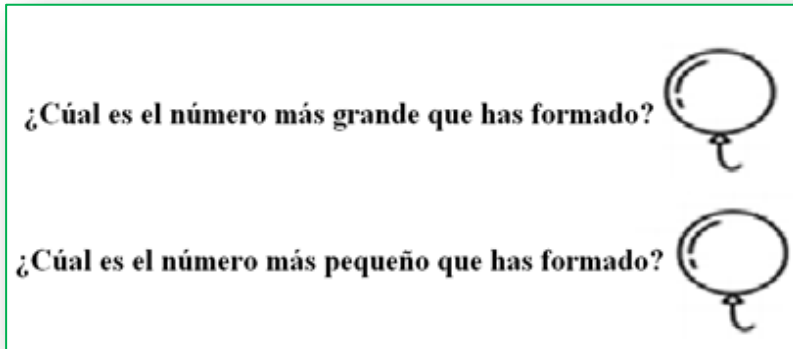 ¿Cúal es el número más grande que has formado?
¿Cúal es el número más pequeño que has formado?